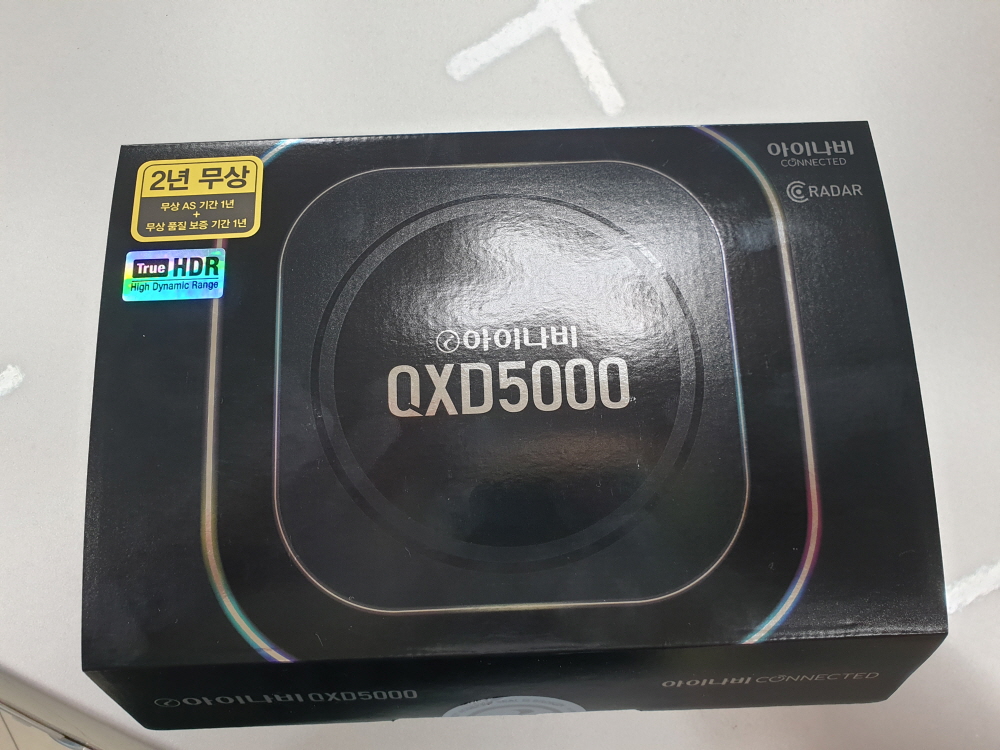 2년 무상
무상 AS 기간 1년
+
무상 품질 보증 기간 1년
True HDR
High Dynamic Range
아이나비
CONNECTED
RADAR
아이나비
QXD5000
아이나비 QXD5000
아이나비 CONNECTED